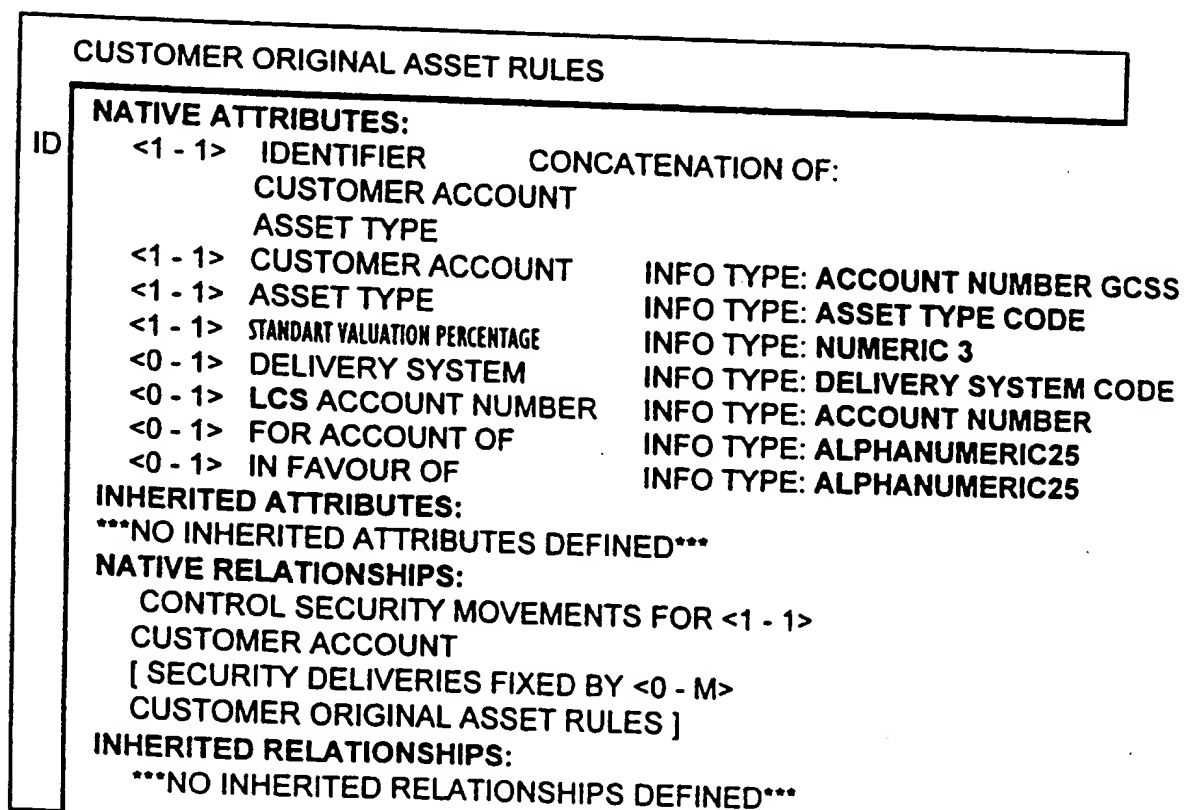 CUSTOMER ORIGINAL ASSET RULES
NATIVE ATTRIBUTES:
ID <1 - 1> IDENTIFIER CONCATENATION OF:
CUSTOMER ACCOUNT
ASSET TYPE
<1 - 1> CUSTOMER ACCOUNT INFO TYPE: ACCOUNT NUMBER GCSS
<1 - 1> ASSET TYPE INFO TYPE: ASSET TYPE CODE
<1 - 1> STANDART VALUATION PERCENTAGE INFO TYPE: NUMERIC 3
<0 - 1> DELIVERY SYSTEM INFO TYPE: DELIVERY SYSTEM CODE
<0 - 1> LCS ACCOUNT NUMBER INFO TYPE: ACCOUNT NUMBER
<0 - 1> FOR ACCOUNT OF INFO TYPE: ALPHANUMERIC25
<0 - 1> IN FAVOUR OF INFO TYPE: ALPHANUMERIC25
INHERITED ATTRIBUTES:
***NO INHERITED ATTRIBUTES DEFINED***
NATIVE RELATIONSHIPS:
CONTROL SECURITY MOVEMENTS FOR <1 - 1>
CUSTOMER ACCOUNT
[ SECURITY DELIVERIES FIXED BY <0 - M>
CUSTOMER ORIGINAL ASSET RULES ]
INHERITED RELATIONSHIPS:
***NO INHERITED RELATIONSHIPS DEFINED***